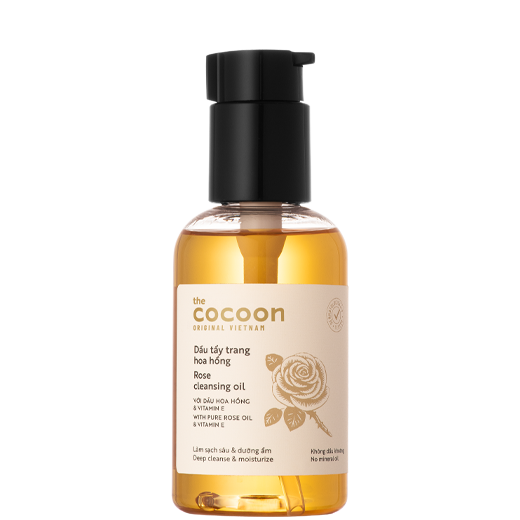 the
cocoon
ORIGINAL VIETNAM
Dầu tẩy trang
hoa hồng
Rose
cleansing oil
VỚI DẦU HOA HỒNG
& VITAMIN E
WITH PURE ROSE OIL
& VITAMIN E
Làm sạch sâu & dưỡng ẩm
Deep cleanse & moisturize
Không dầu khoáng
No mineral oil